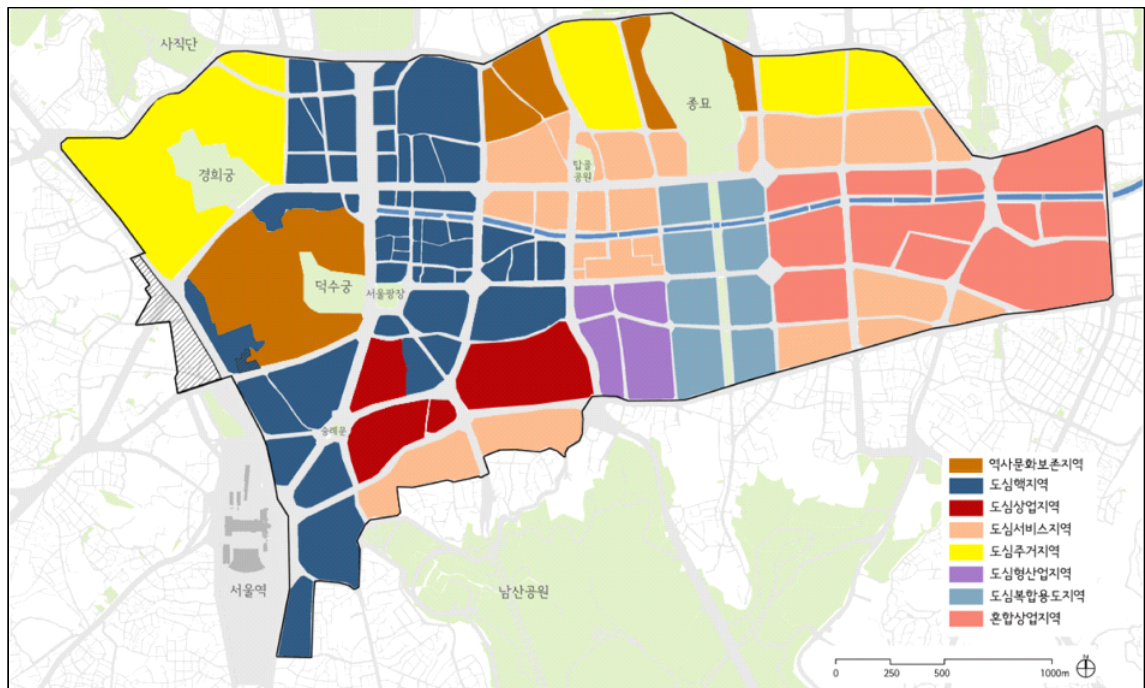 사직단
종묘
경희궁
탑골
공원
덕수궁
서울광장
숭례문
서울역
남산공원
역사문화보존지역
도심핵지역
도심상업지역
도심서비스지역
도심주거지역
도심형산업지역
도심복합용도지역
혼합상업지역
N
0 250 500 1000m